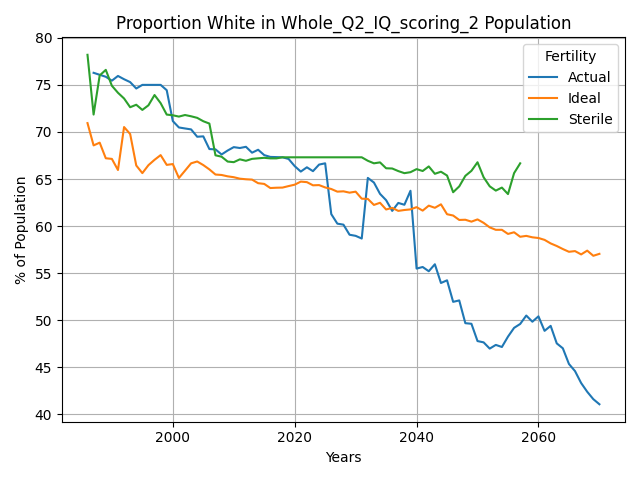 Proportion White in Whole_Q2_IQ_scoring_2 Population
80
75
70
65
60
55
50
45
40
% of Population
Fertility
Actual
Ideal
Sterile
2000
2020
2040
2060
Years